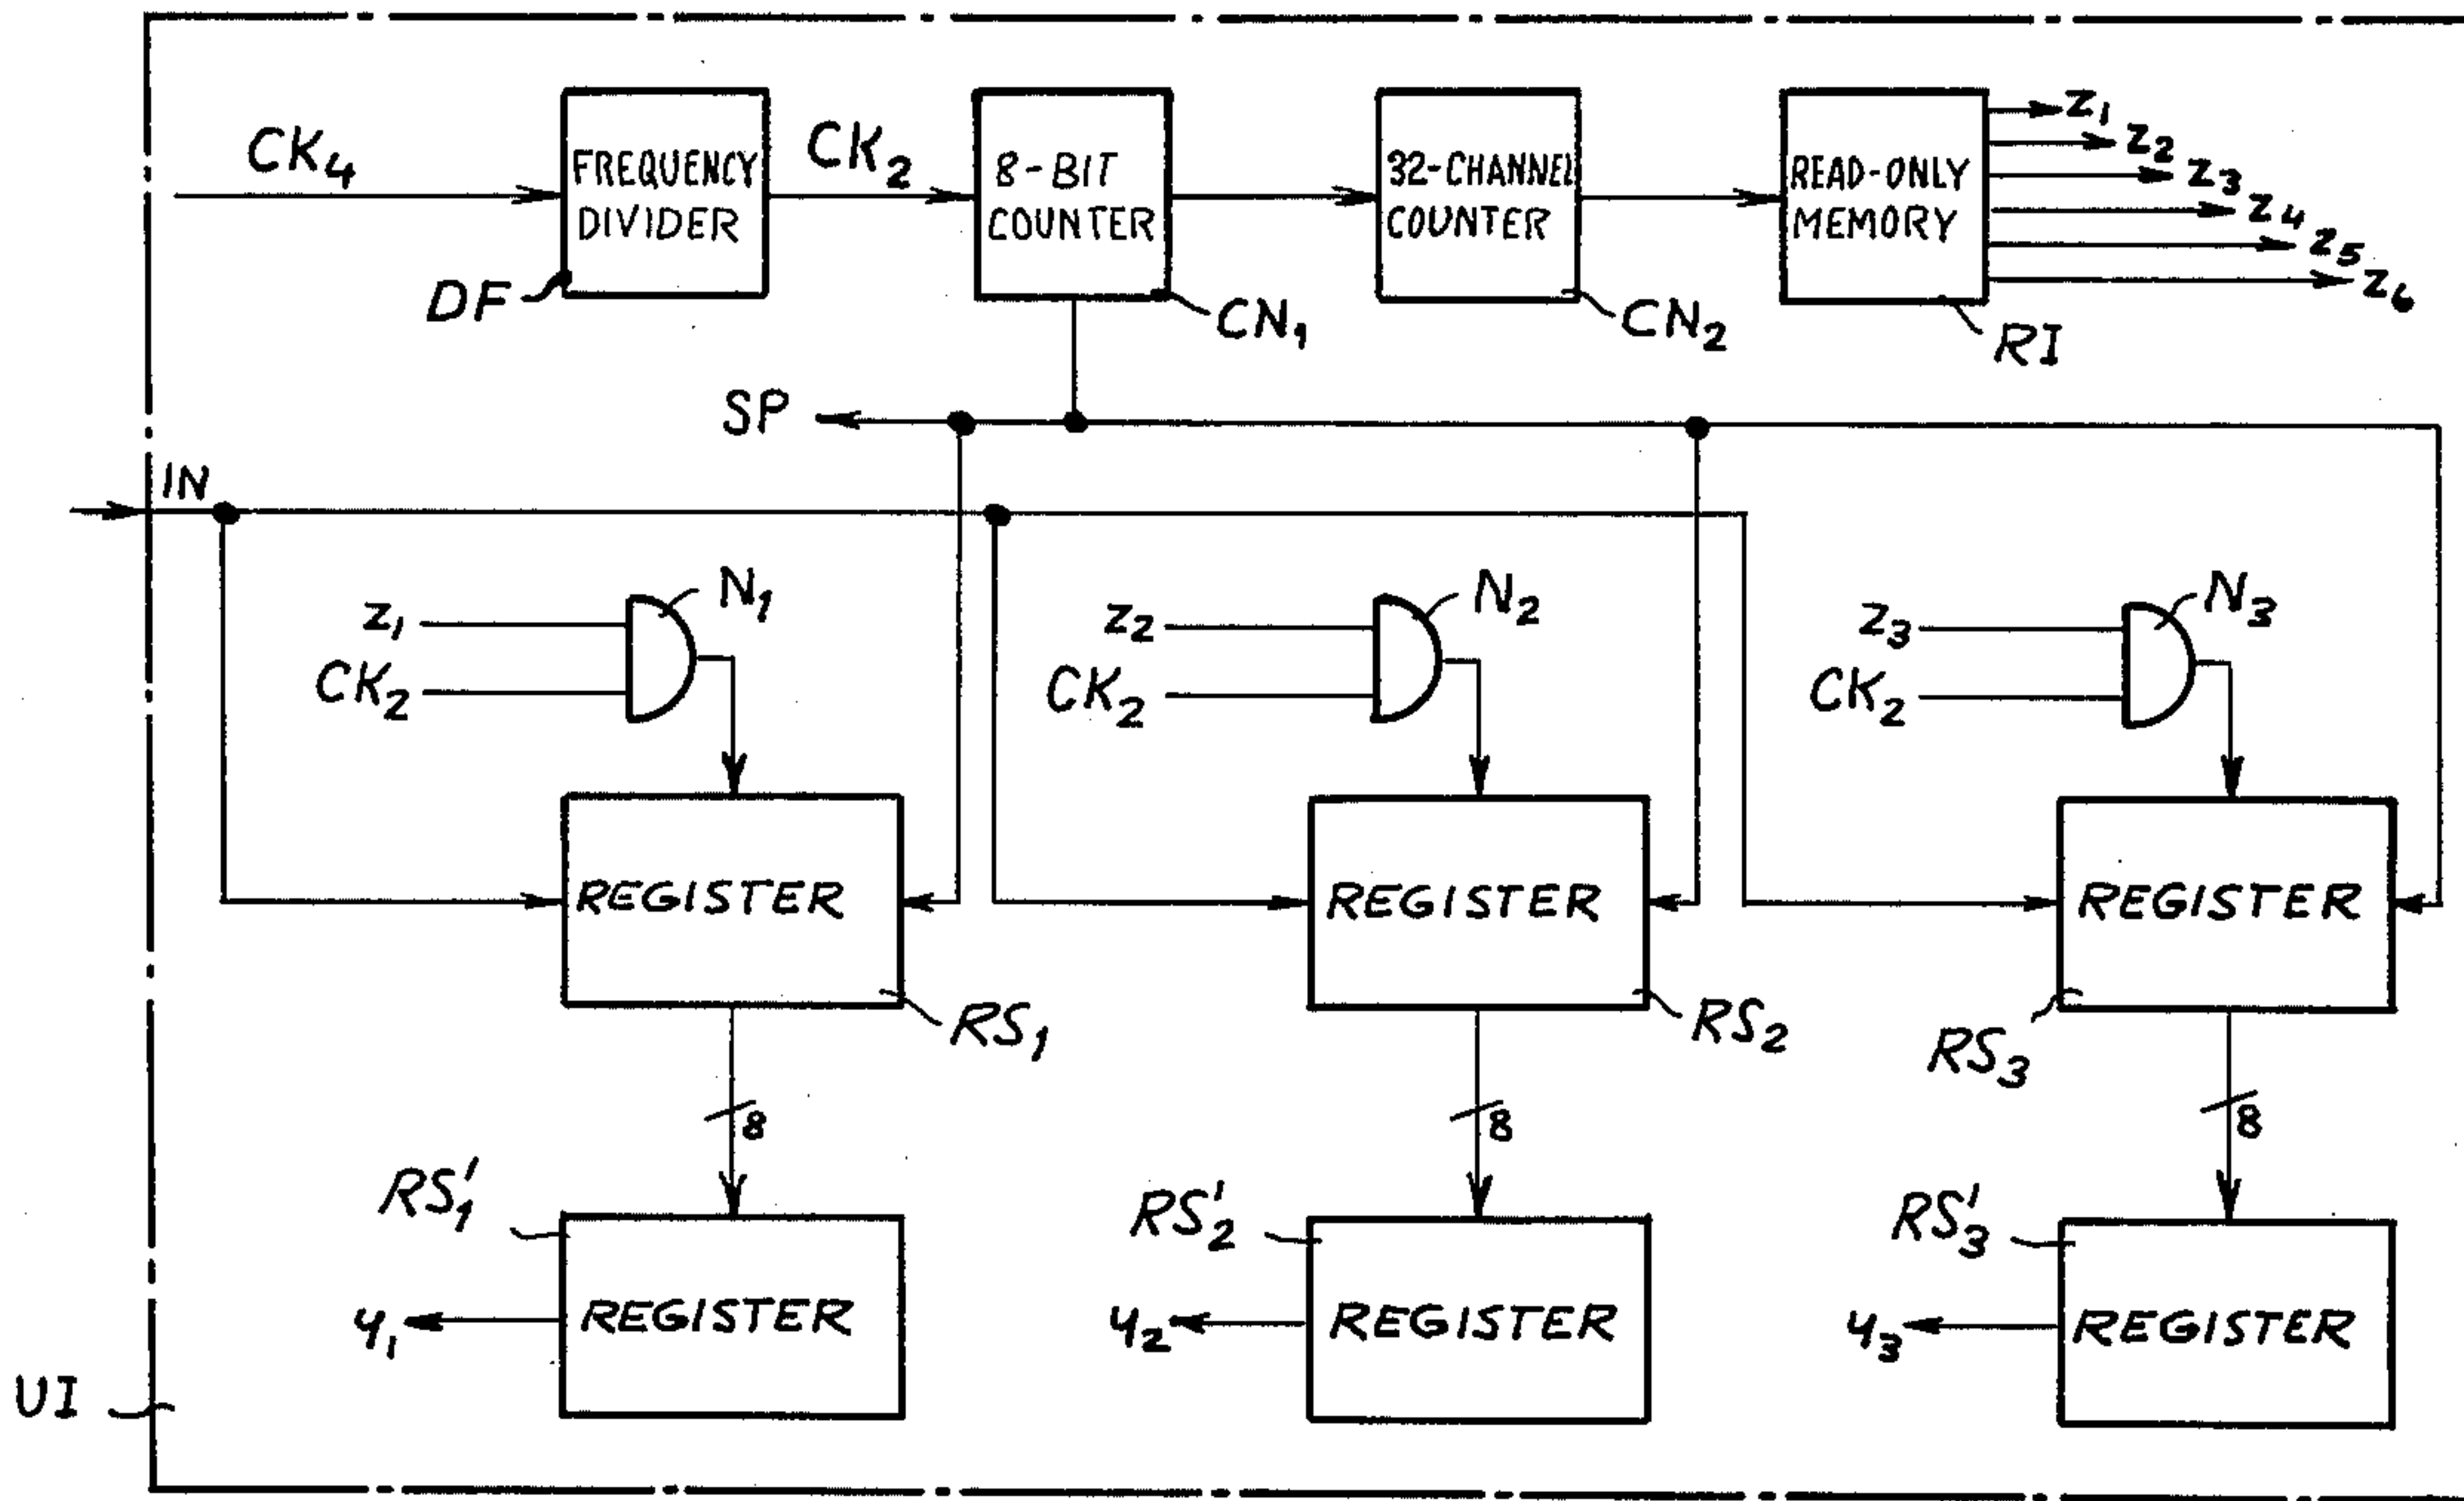 CK₄
FREQUENCY
DIVIDER
DF
CK₂
8-BIT
COUNTER
CN₁
32-CHANNEL
COUNTER
CN₂
READ-ONLY
MEMORY
RI
Z₁
Z₂
Z₃
Z₄
Z₅
Z₆
SP
IN
Z₁
CK₂
N₁
Z₂
CK₂
N₂
Z₃
CK₂
N₃
REGISTER
RS₁
REGISTER
RS₂
REGISTER
RS₃
8
8
8
RS'₁
REGISTER
y₁
RS'₂
REGISTER
y₂
RS'₃
REGISTER
y₃
UI